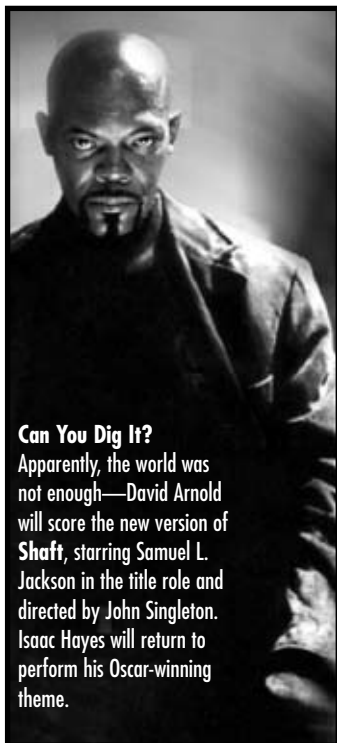 Can You Dig It?
Apparently, the world was
not enough—David Arnold
will score the new version of
Shaft, starring Samuel L.
Jackson in the title role and
directed by John Singleton.
Isaac Hayes will return to
perform his Oscar-winning
theme.